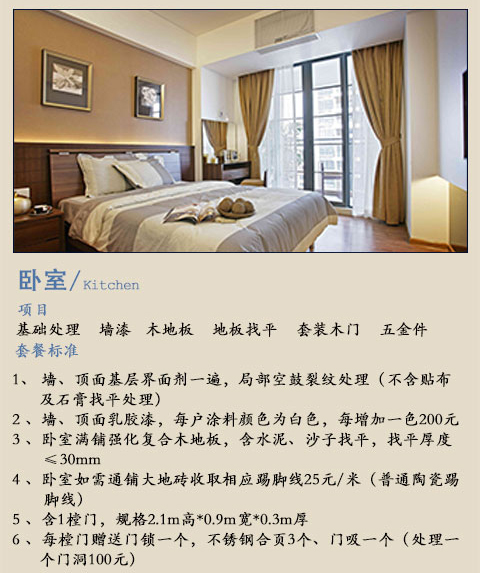 卧室/Kitchen
项目
基础处理 墙漆 木地板 地板找平 套装木门 五金件
套餐标准
1、墙、顶面基层界面剂一遍，局部空鼓裂纹处理（不含贴布
及石膏找平处理）
2、墙、顶面乳胶漆，每户涂料颜色为白色，每增加一色200元
3、卧室满铺强化复合木地板，含水泥、沙子找平，找平厚度
≤30mm
4、卧室如需通铺大地砖收取相应踢脚线25元/米（普通陶瓷踢
脚线）
5、含1樘门，规格2.1m高*0.9m宽*0.3m厚
6、每樘门赠送门锁一个，不锈钢合页3个、门吸一个（处理一
个门洞100元）